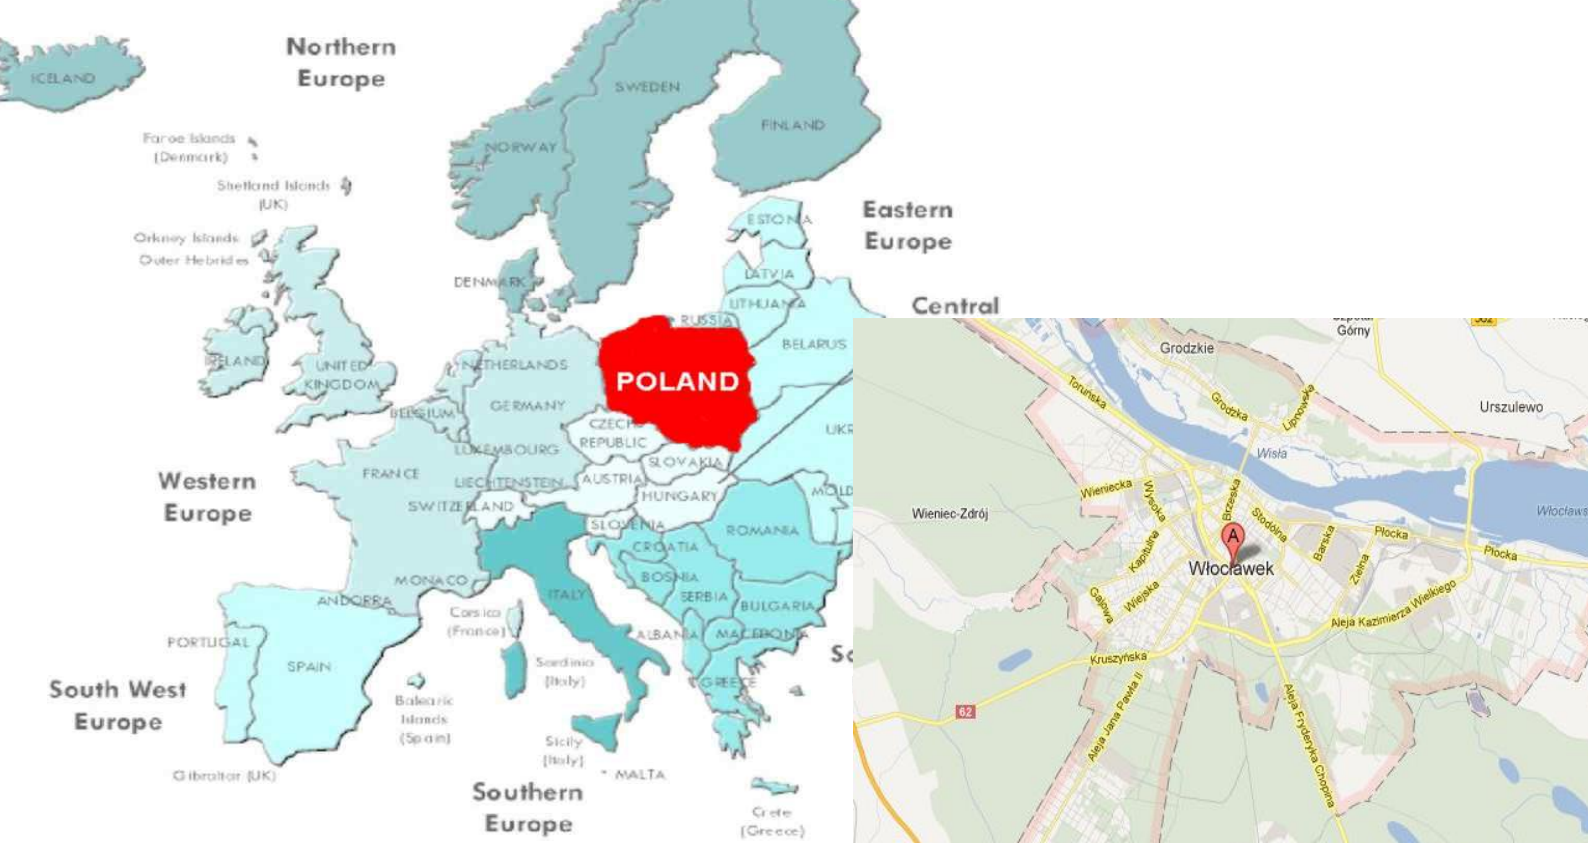 Northern
Europe
ICELAND
SWEDEN
FINLAND
Faroe Islands
(Denmark)
NORWAY
Shetland Islands
(UK)
ESTONIA
Eastern
Europe
Orkney Islands
Outer Hebrides
LATVIA
DENMARK
LITHUANIA
Central
RUSSIA
IRELAND
UNITED
KINGDOM
NETHERLANDS
BELARUS
POLAND
GERMANY
BELGIUM
CZECH
REPUBLIC
UKR
LUXEMBOURG
SLOVAKIA
FRANCE
Western
Europe
LIECHTENSTEIN
AUSTRIA
HUNGARY
MOLD
SWITZERLAND
SLOVENIA
ROMANIA
CROATIA
BOSNIA
SERBIA
MONACO
ANDORRA
ITALY
BULGARIA
Corsica
(France)
PORTUGAL
ALBANIA
MACEDONIA
SPAIN
Sardinia
(Italy)
GREECE
South West
Europe
Balearic
Islands
(Spain)
Sicily
(Italy)
Gibraltar (UK)
MALTA
Southern
Europe
Crete
(Greece)
Górny
Grodzkie
Toruńska
Grodzka
Lipnowska
Urszulewo
Wisła
Wieniecka
Wysoka
Brzeska
Wieniec-Zdrój
Stodólna
Włocławs
Kapitulna
A
Barska
Płocka
Płocka
Włocławek
Zielna
Gajowa
Wiejska
Aleja Kazimierza Wielkiego
Kruszyńska
62
Aleja Jana Pawła II
Aleja Fryderyka Chopina